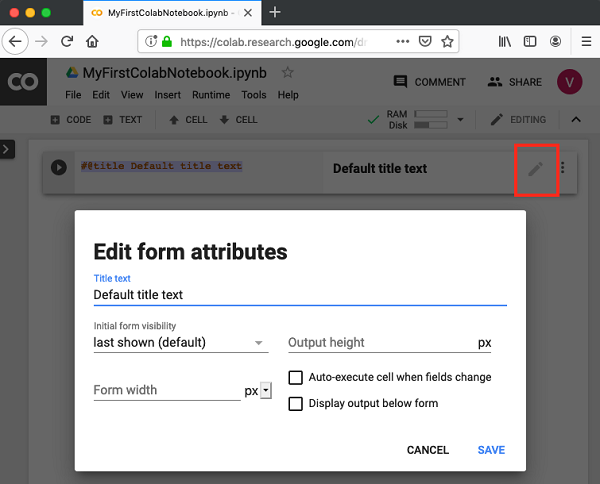 MyFirstColabNotebook.ipynb -
https://colab.research.google.com/
CO MyFirstColabNotebook.ipynb
COMMENT SHARE V
File Edit View Insert Runtime Tools Help
+ CODE + TEXT ↑ CELL ↓ CELL RAM Disk EDITING
#@title Default title text Default title text
Edit form attributes
Title text
Default title text
Initial form visibility
last shown (default) Output height px
Form width px Auto-execute cell when fields change
Display output below form
CANCEL SAVE